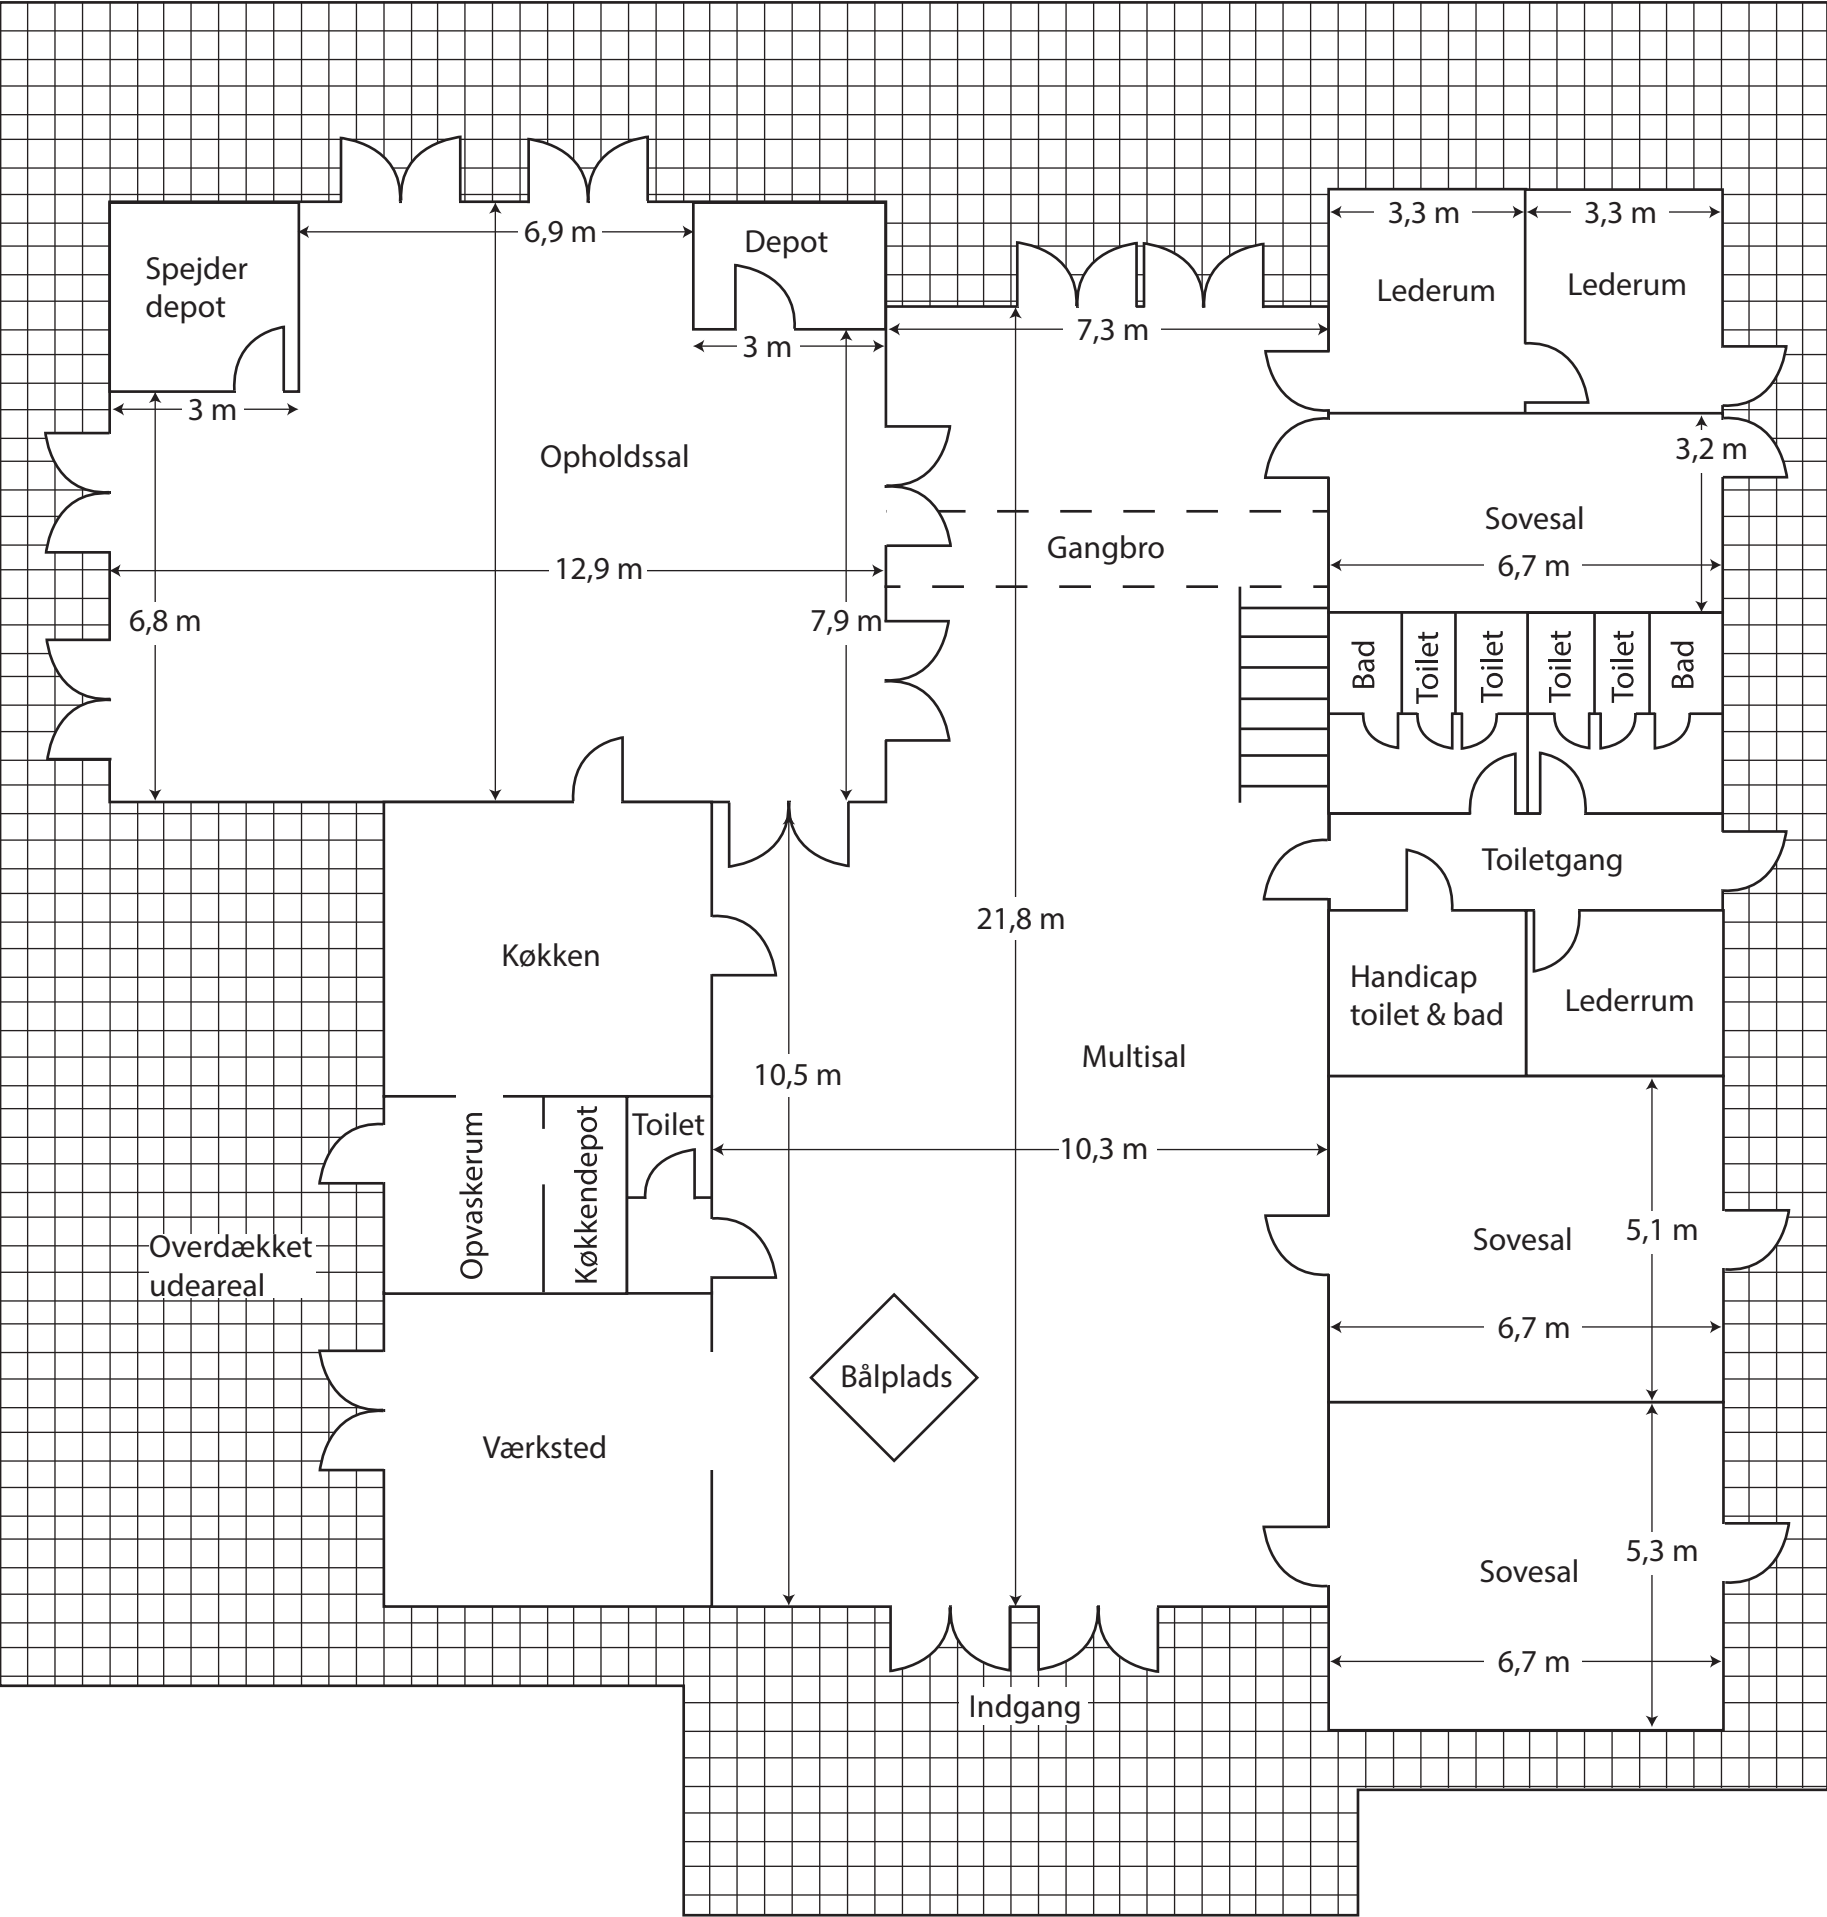 3,3 m
3,3 m
6,9 m
Depot
Spejder
depot
Lederum
Lederum
7,3 m
3 m
3 m
Opholdssal
3,2 m
Sovesal
Gangbro
6,7 m
12,9 m
6,8 m
7,9 m
Bad
Toilet
Toilet
Toilet
Toilet
Bad
Toiletgang
21,8 m
Køkken
Handicap
toilet & bad
Lederrum
Multisal
10,5 m
Toilet
10,3 m
Opvaskerum
Køkkendepot
Overdækket
udeareal
Sovesal
5,1 m
6,7 m
Bålplads
Værksted
5,3 m
Sovesal
6,7 m
Indgang